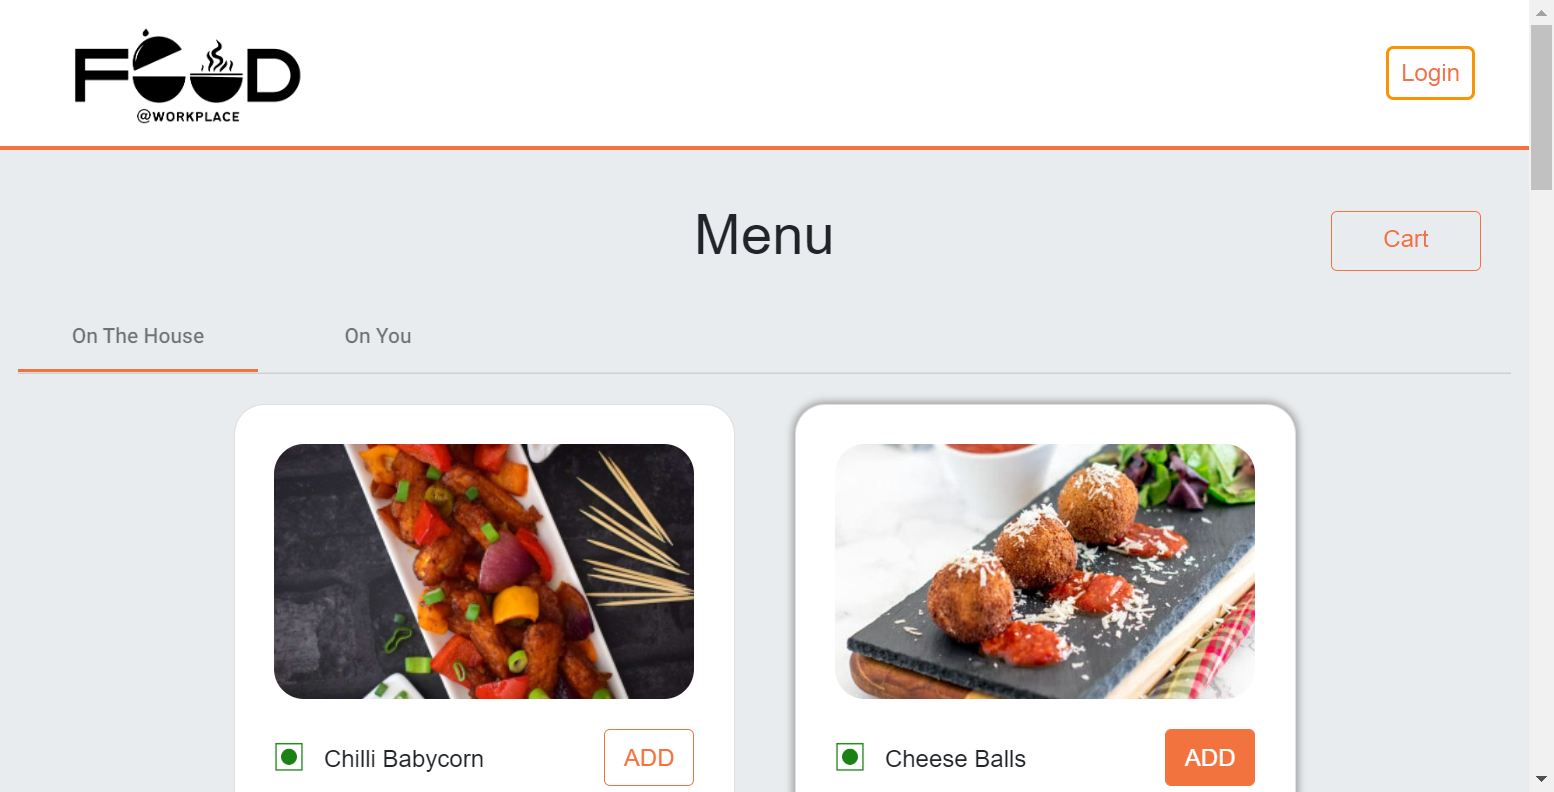 FOOD
@WORKPLACE
Login
Menu
Cart
On The House
On You
Chilli Babycorn
ADD
Cheese Balls
ADD